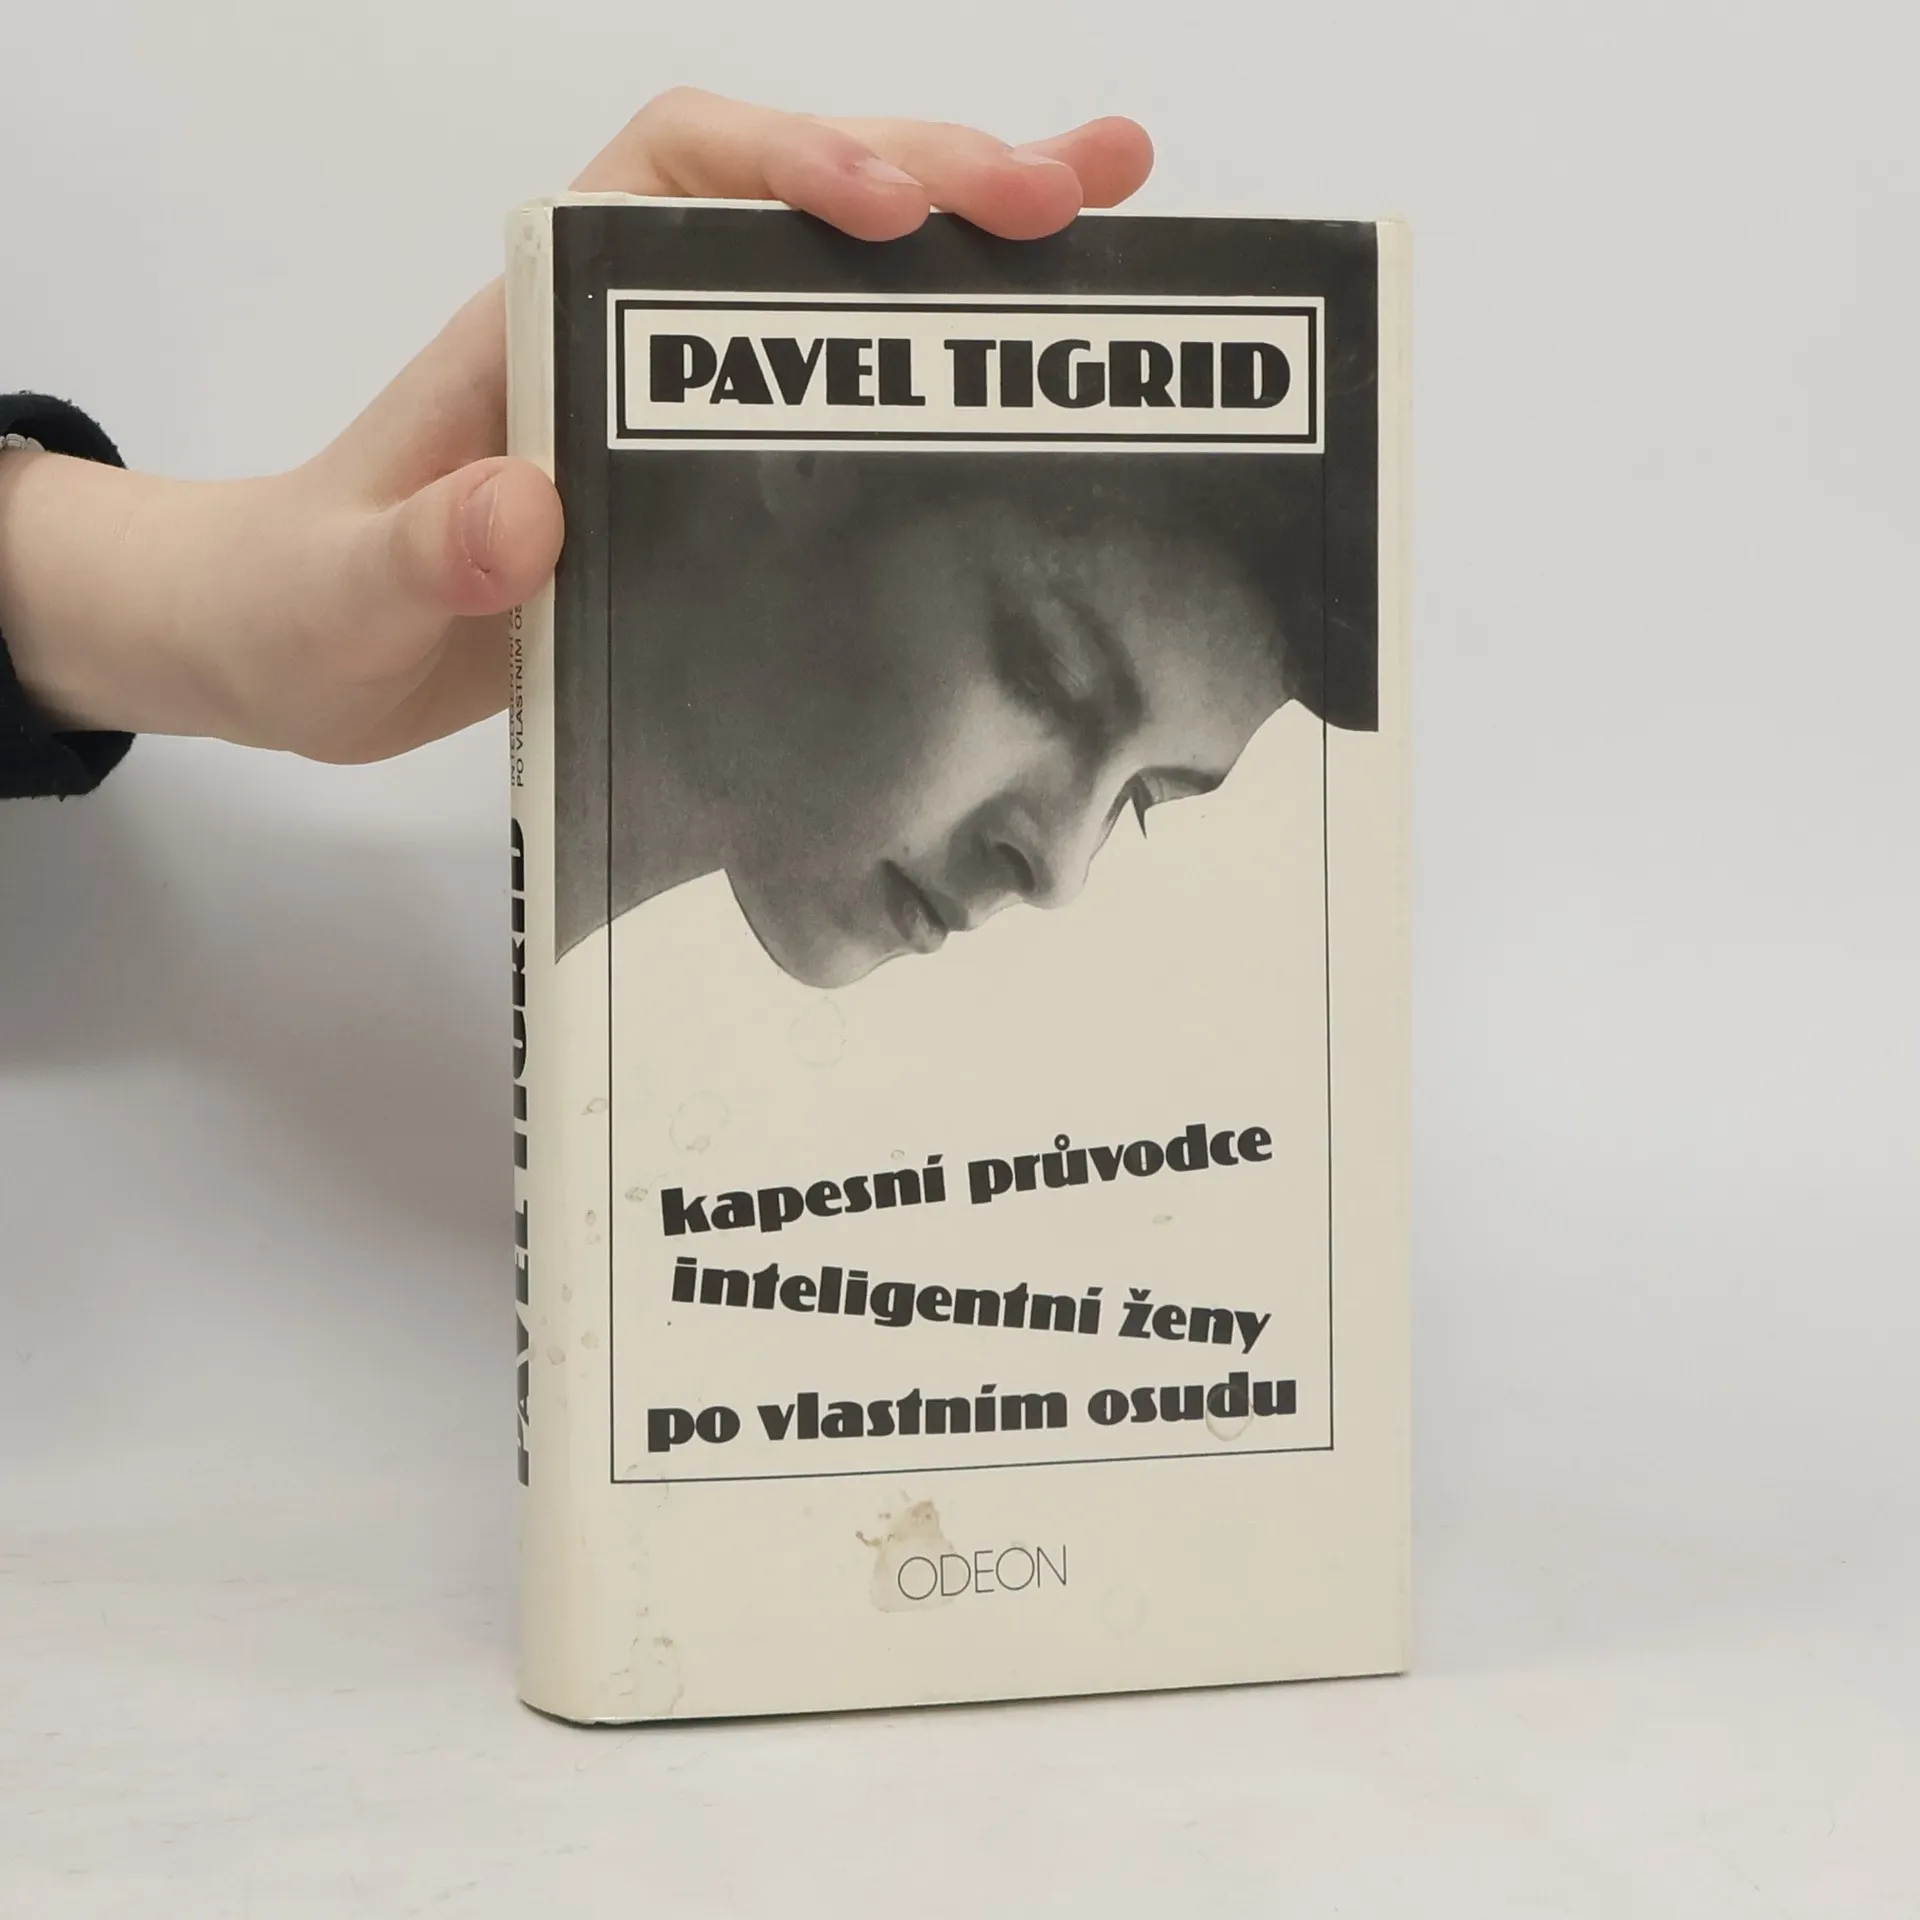 PAVEL TIGRID
kapesní průvodce
inteligentní ženy
po vlastním osudu
ODEON
PAVEL TIGRID
PO VLASTNÍM